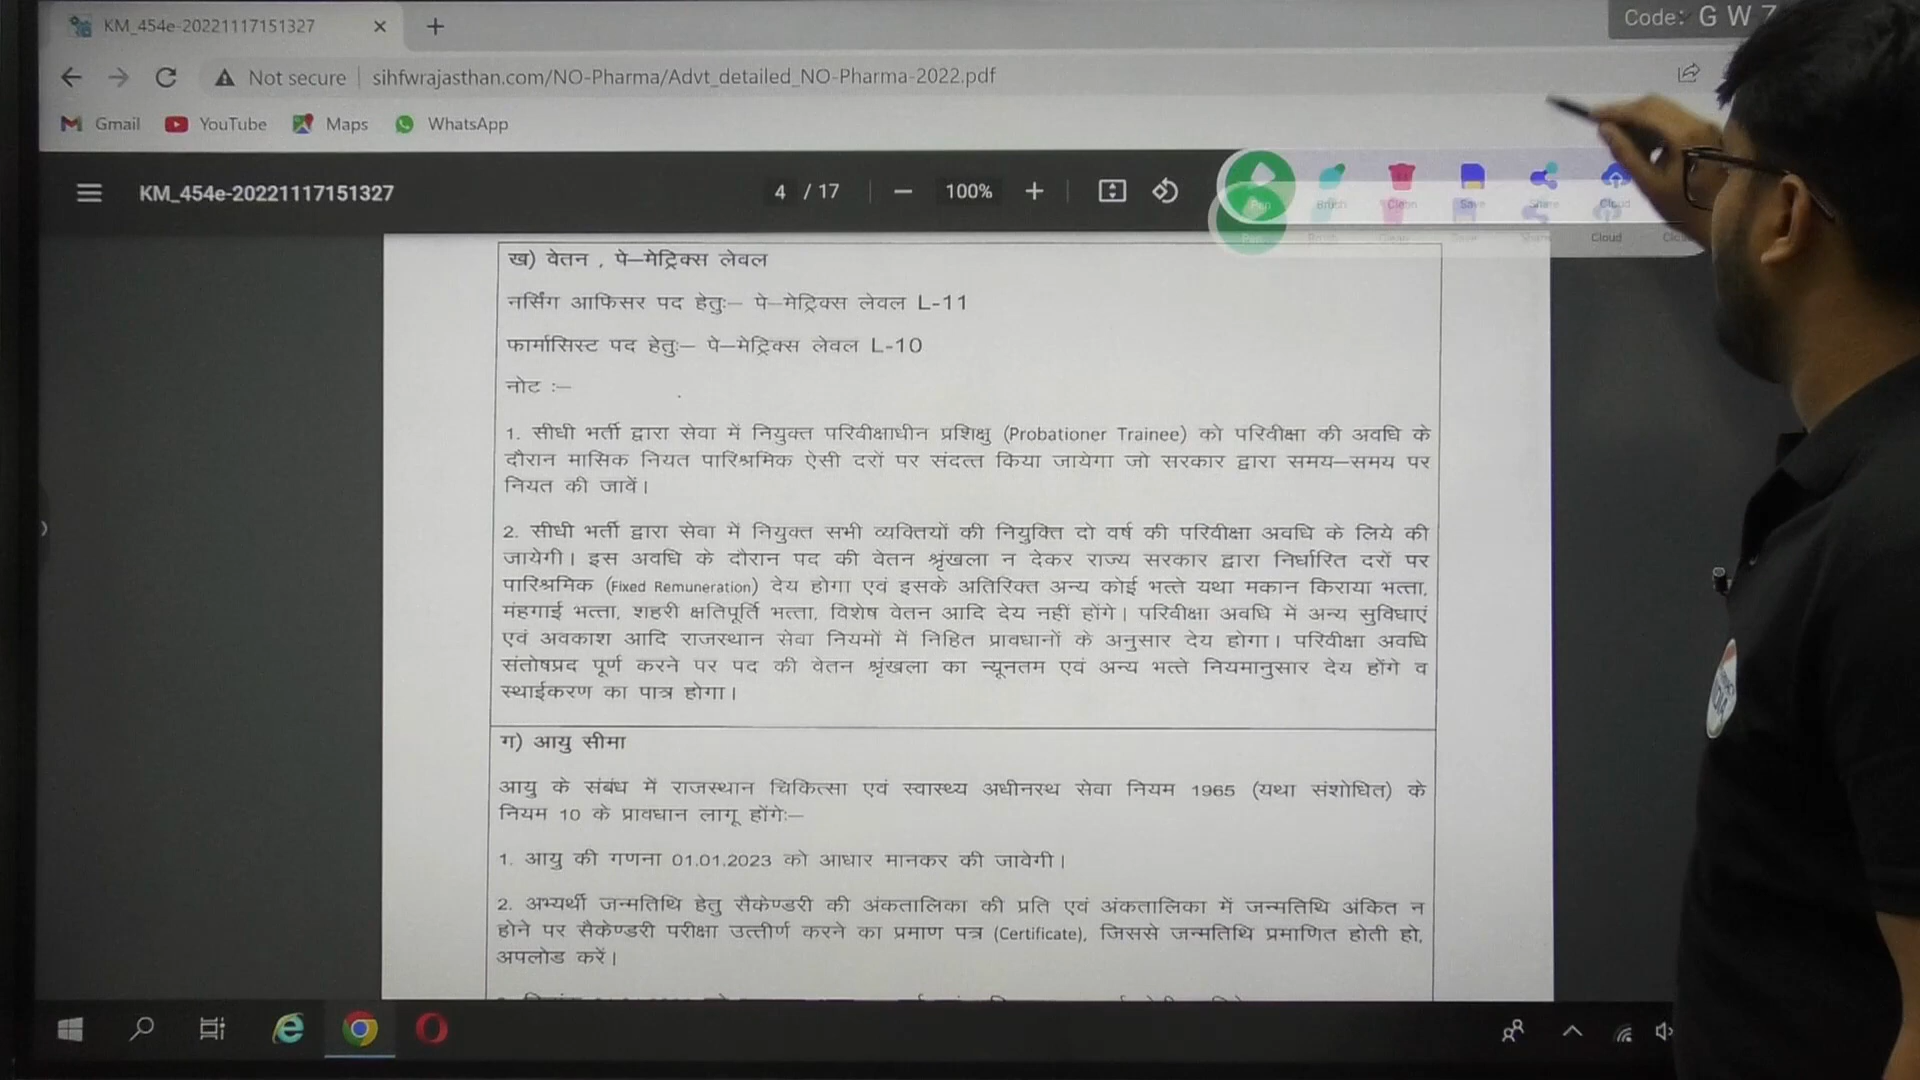 KM_454e-20221117151327
Code: G W Z
Not secure sihfwrajasthan.com/NO-Pharma/Advt_detailed_NO-Pharma-2022.pdf
Gmail YouTube Maps WhatsApp
KM_454e-20221117151327 4 / 17 100%
Pen Brush Clean Save Share Cloud
Cloud
ख) वेतन , पे–मेट्रिक्स लेवल
नर्सिंग आफिसर पद हेतुः– पे–मेट्रिक्स लेवल L-11
फार्मासिस्ट पद हेतुः– पे–मेट्रिक्स लेवल L-10
नोट :–
1. सीधी भर्ती द्वारा सेवा में नियुक्त परिवीक्षाधीन प्रशिक्षु (Probationer Trainee) को परिवीक्षा की अवधि के
दौरान मासिक नियत पारिश्रमिक ऐसी दरों पर संदत्त किया जायेगा जो सरकार द्वारा समय–समय पर
नियत की जावें।
2. सीधी भर्ती द्वारा सेवा में नियुक्त सभी व्यक्तियों की नियुक्ति दो वर्ष की परिवीक्षा अवधि के लिये की
जायेगी। इस अवधि के दौरान पद की वेतन श्रृंखला न देकर राज्य सरकार द्वारा निर्धारित दरों पर
पारिश्रमिक (Fixed Remuneration) देय होगा एवं इसके अतिरिक्त अन्य कोई भत्ते यथा मकान किराया भत्ता,
मंहगाई भत्ता, शहरी क्षतिपूर्ति भत्ता, विशेष वेतन आदि देय नहीं होंगे। परिवीक्षा अवधि में अन्य सुविधाएं
एवं अवकाश आदि राजस्थान सेवा नियमों में निहित प्रावधानों के अनुसार देय होगा। परिवीक्षा अवधि
संतोषप्रद पूर्ण करने पर पद की वेतन श्रृंखला का न्यूनतम एवं अन्य भत्ते नियमानुसार देय होंगे व
स्थाईकरण का पात्र होगा।
ग) आयु सीमा
आयु के संबंध में राजस्थान चिकित्सा एवं स्वास्थ्य अधीनस्थ सेवा नियम 1965 (यथा संशोधित) के
नियम 10 के प्रावधान लागू होंगेः–
1. आयु की गणना 01.01.2023 को आधार मानकर की जावेगी।
2. अभ्यर्थी जन्मतिथि हेतु सैकेण्डरी की अंकतालिका की प्रति एवं अंकतालिका में जन्मतिथि अंकित न
होने पर सैकेण्डरी परीक्षा उत्तीर्ण करने का प्रमाण पत्र (Certificate), जिससे जन्मतिथि प्रमाणित होती हो,
अपलोड करें।